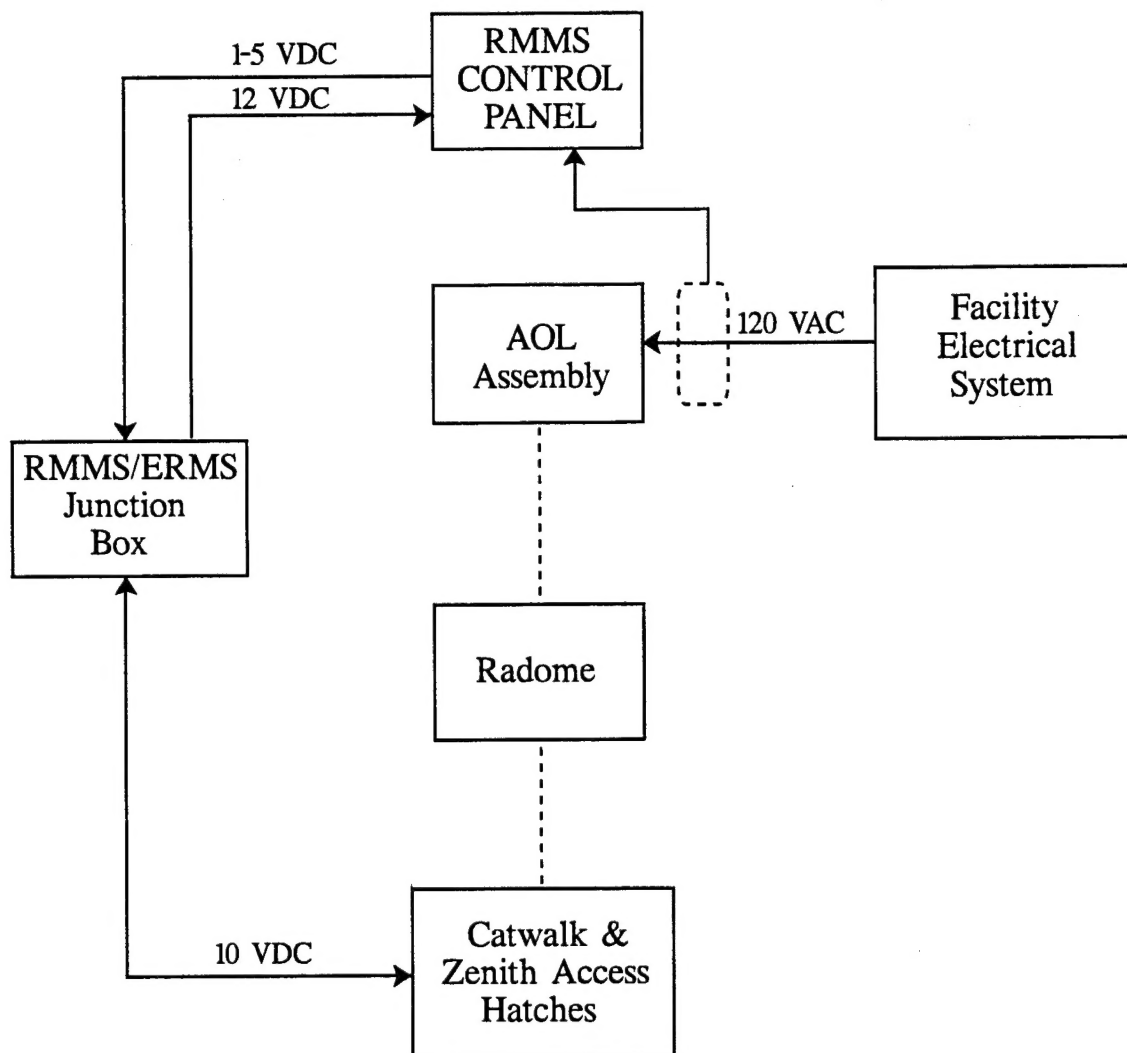 RMMS
CONTROL
PANEL
1-5 VDC
12 VDC
AOL
Assembly
120 VAC
Facility
Electrical
System
RMMS/ERMS
Junction
Box
Radome
10 VDC
Catwalk &
Zenith Access
Hatches